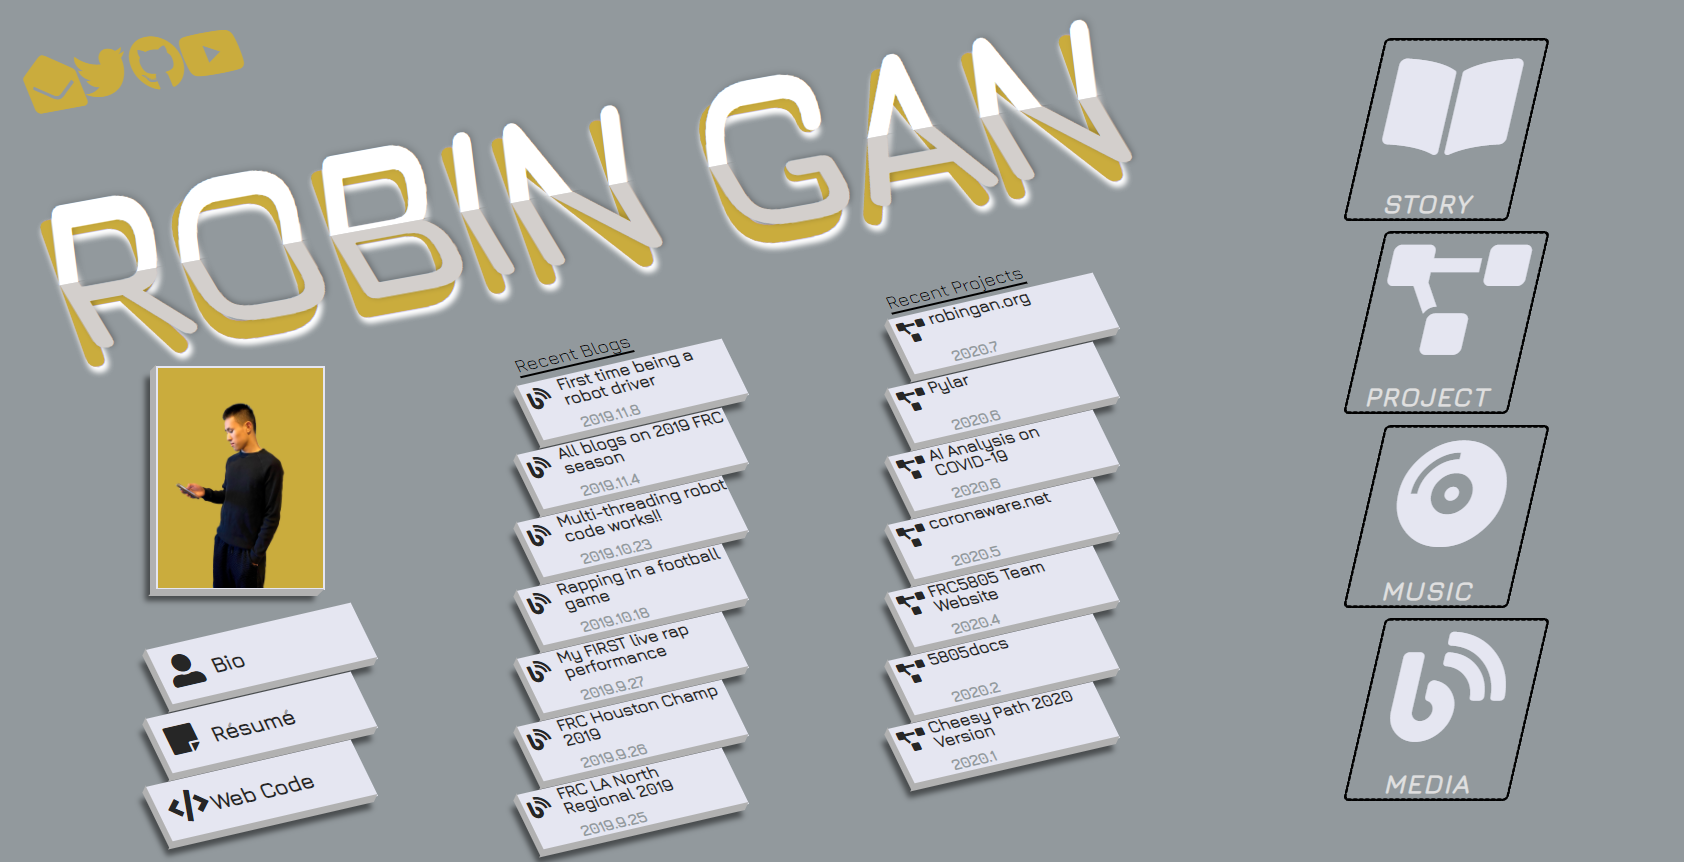 ROBIN GAN
Bio
Résumé
Web Code
Recent Blogs
First time being a
robot driver
2019.11.8
All blogs on 2019 FRC
season
2019.11.4
Multi-threading robot
code works!!
2019.10.23
Rapping in a football
game
2019.10.18
My FIRST live rap
performance
2019.9.27
FRC Houston Champ
2019
2019.9.26
FRC LA North
Regional 2019
2019.9.25
Recent Projects
robingan.org
2020.7
Pylar
2020.6
AI Analysis on
COVID-19
2020.6
coronaware.net
2020.5
FRC5805 Team
Website
2020.4
5805docs
2020.2
Cheesy Path 2020
Version
2020.1
STORY
PROJECT
MUSIC
MEDIA